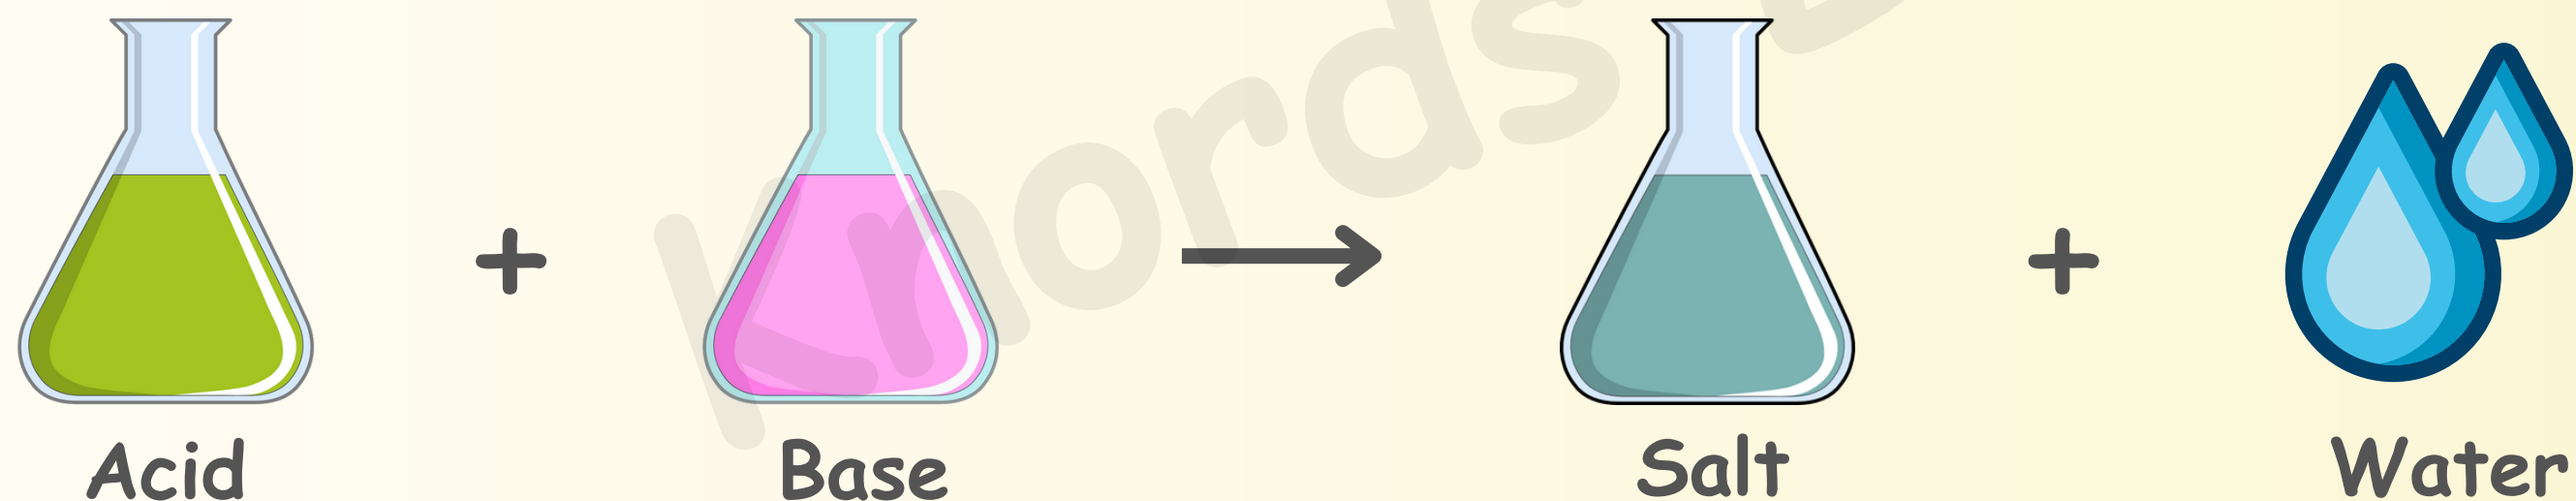 + → +
Acid Base Salt Water